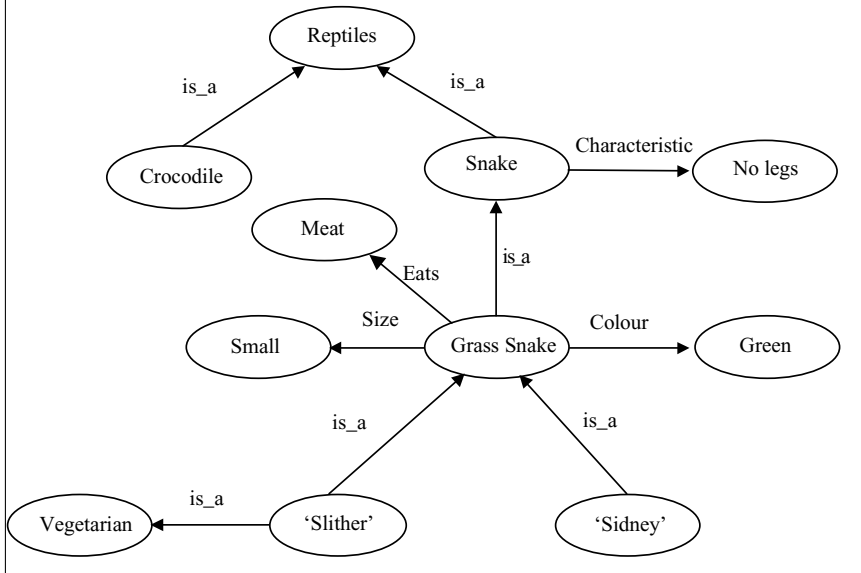 Reptiles
is_a
is_a
Crocodile
Snake
Characteristic
No legs
Meat
Eats
is_a
Small
Size
Grass Snake
Colour
Green
is_a
is_a
Vegetarian
is_a
‘Slither’
‘Sidney’